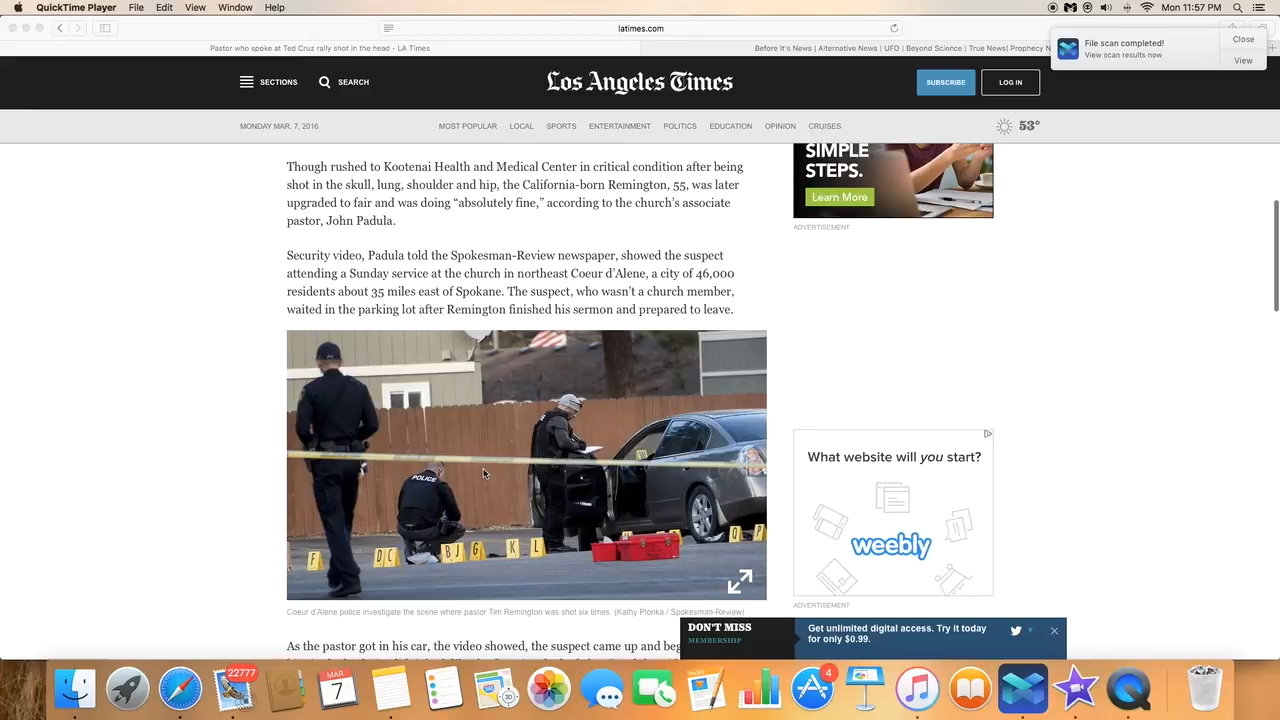 QuickTime Player File Edit View Window Help
Mon 11:57 PM
latimes.com
Pastor who spoke at Ted Cruz rally shot in the head - LA Times
Before It's News | Alternative News | UFO | Beyond Science | True News| Prophecy N
File scan completed!
View scan results now
Close
View
SECTIONS
SEARCH
Los Angeles Times
SUBSCRIBE
LOG IN
MONDAY MAR. 7, 2016
MOST POPULAR LOCAL SPORTS ENTERTAINMENT POLITICS EDUCATION OPINION CRUISES
53°
Though rushed to Kootenai Health and Medical Center in critical condition after being
shot in the skull, lung, shoulder and hip, the California-born Remington, 55, was later
upgraded to fair and was doing “absolutely fine,” according to the church’s associate
pastor, John Padula.
Security video, Padula told the Spokesman-Review newspaper, showed the suspect
attending a Sunday service at the church in northeast Coeur d’Alene, a city of 46,000
residents about 35 miles east of Spokane. The suspect, who wasn’t a church member,
waited in the parking lot after Remington finished his sermon and prepared to leave.
SIMPLE
STEPS.
Learn More
ADVERTISEMENT
POLICE
F D C B J G K L Q P
Coeur d'Alene police investigate the scene where pastor Tim Remington was shot six times. (Kathy Plonka / Spokesman-Review)
What website will you start?
weebly
ADVERTISEMENT
As the pastor got in his car, the video showed, the suspect came up and beg
DON'T MISS
MEMBERSHIP
Get unlimited digital access. Try it today
for only $0.99.
22777
MAR
7
4